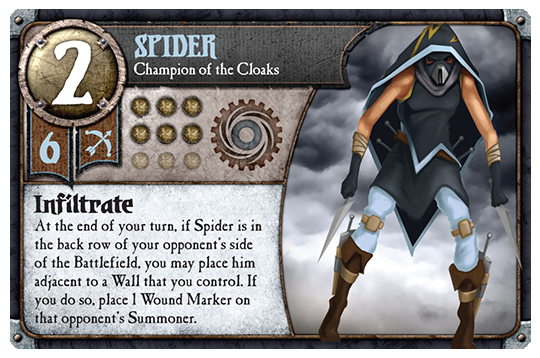 2
SPIDER
Champion of the Cloaks
6
Infiltrate
At the end of your turn, if Spider is in
the back row of your opponent's side
of the Battlefield, you may place him
adjacent to a Wall that you control. If
you do so, place 1 Wound Marker on
that opponent's Summoner.